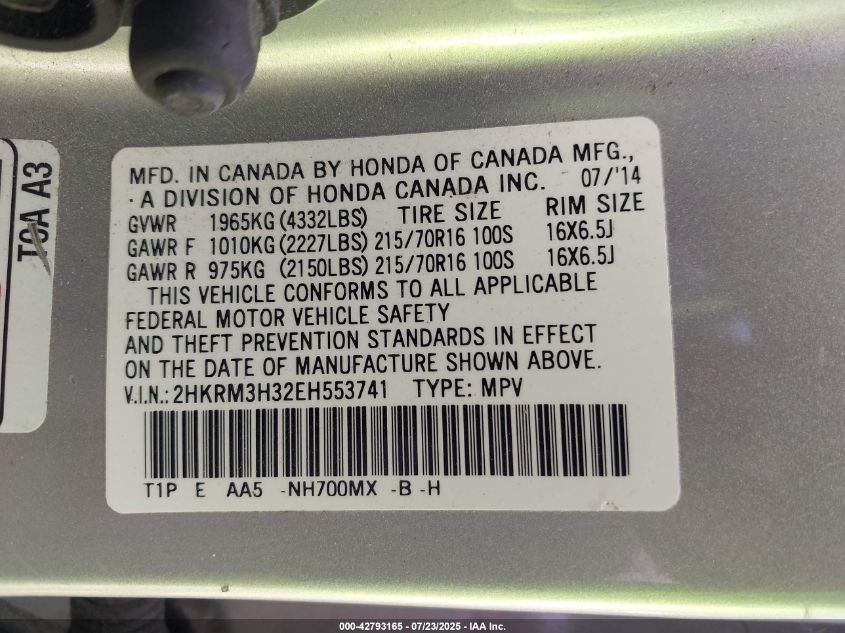 MFD. IN CANADA BY HONDA OF CANADA MFG.,
A DIVISION OF HONDA CANADA INC. 07/'14
GVWR 1965KG (4332LBS) TIRE SIZE RIM SIZE
GAWR F 1010KG (2227LBS) 215/70R16 100S 16X6.5J
GAWR R 975KG (2150LBS) 215/70R16 100S 16X6.5J
THIS VEHICLE CONFORMS TO ALL APPLICABLE
FEDERAL MOTOR VEHICLE SAFETY
AND THEFT PREVENTION STANDARDS IN EFFECT
ON THE DATE OF MANUFACTURE SHOWN ABOVE.
V.I.N.: 2HKRM3H32EH553741 TYPE: MPV
T1P E AA5 -NH700MX -B -H
T0A A3
000-42793165 - 07/23/2025 - IAA Inc.